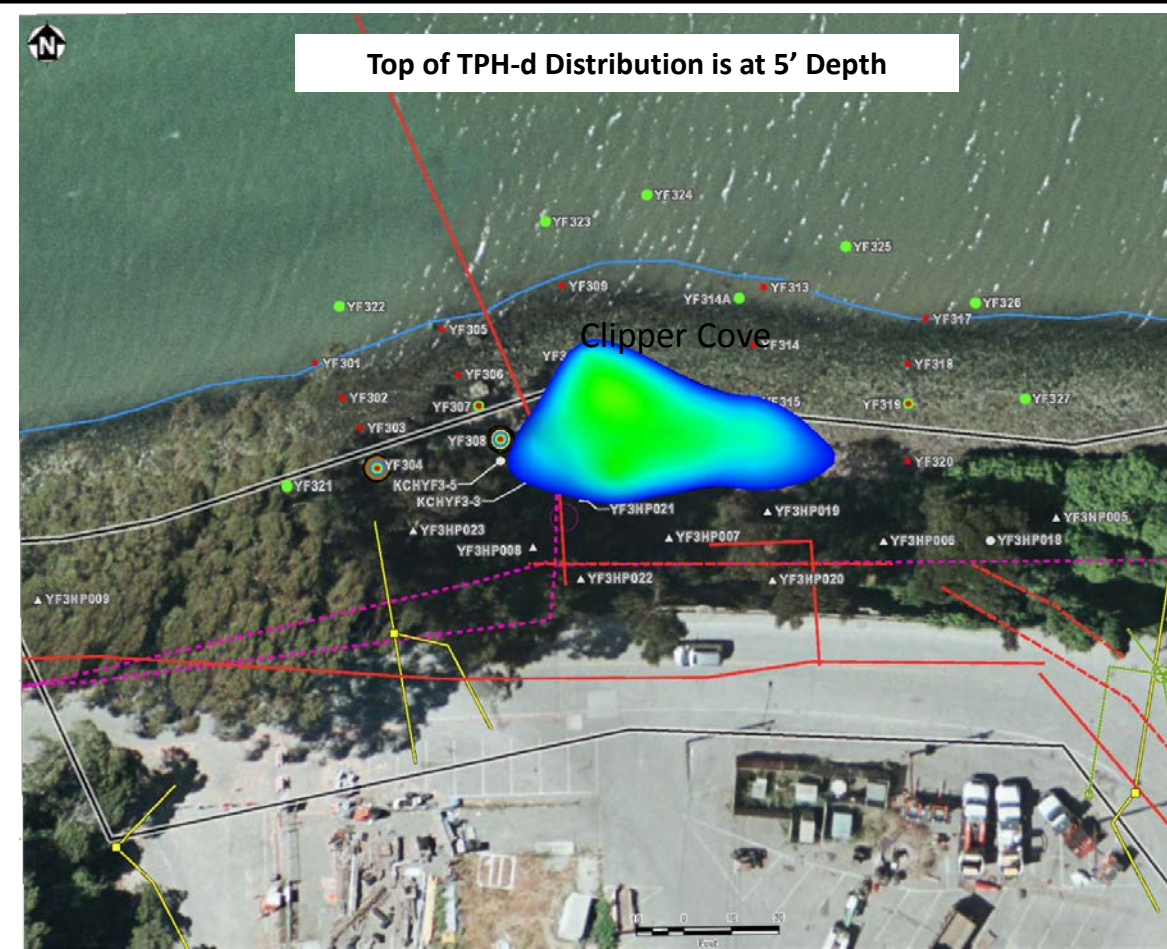 N
Top of TPH-d Distribution is at 5’ Depth
YF324
YF323
YF325
YF309
YF313
YF314A
YF322
YF326
YF317
YF305
Clipper Cove
YF314
YF301
YF318
YF306
YF302
YF327
YF307
YF315
YF319
YF303
YF308
YF304
YF320
KCHYF3-5
YF321
KCHYF3-3
YF3HP021
YF3HP019
YF3HP005
YF3HP023
YF3HP007
YF3HP006
YF3HP018
YF3HP008
YF3HP022
YF3HP020
YF3HP009
0
Feet